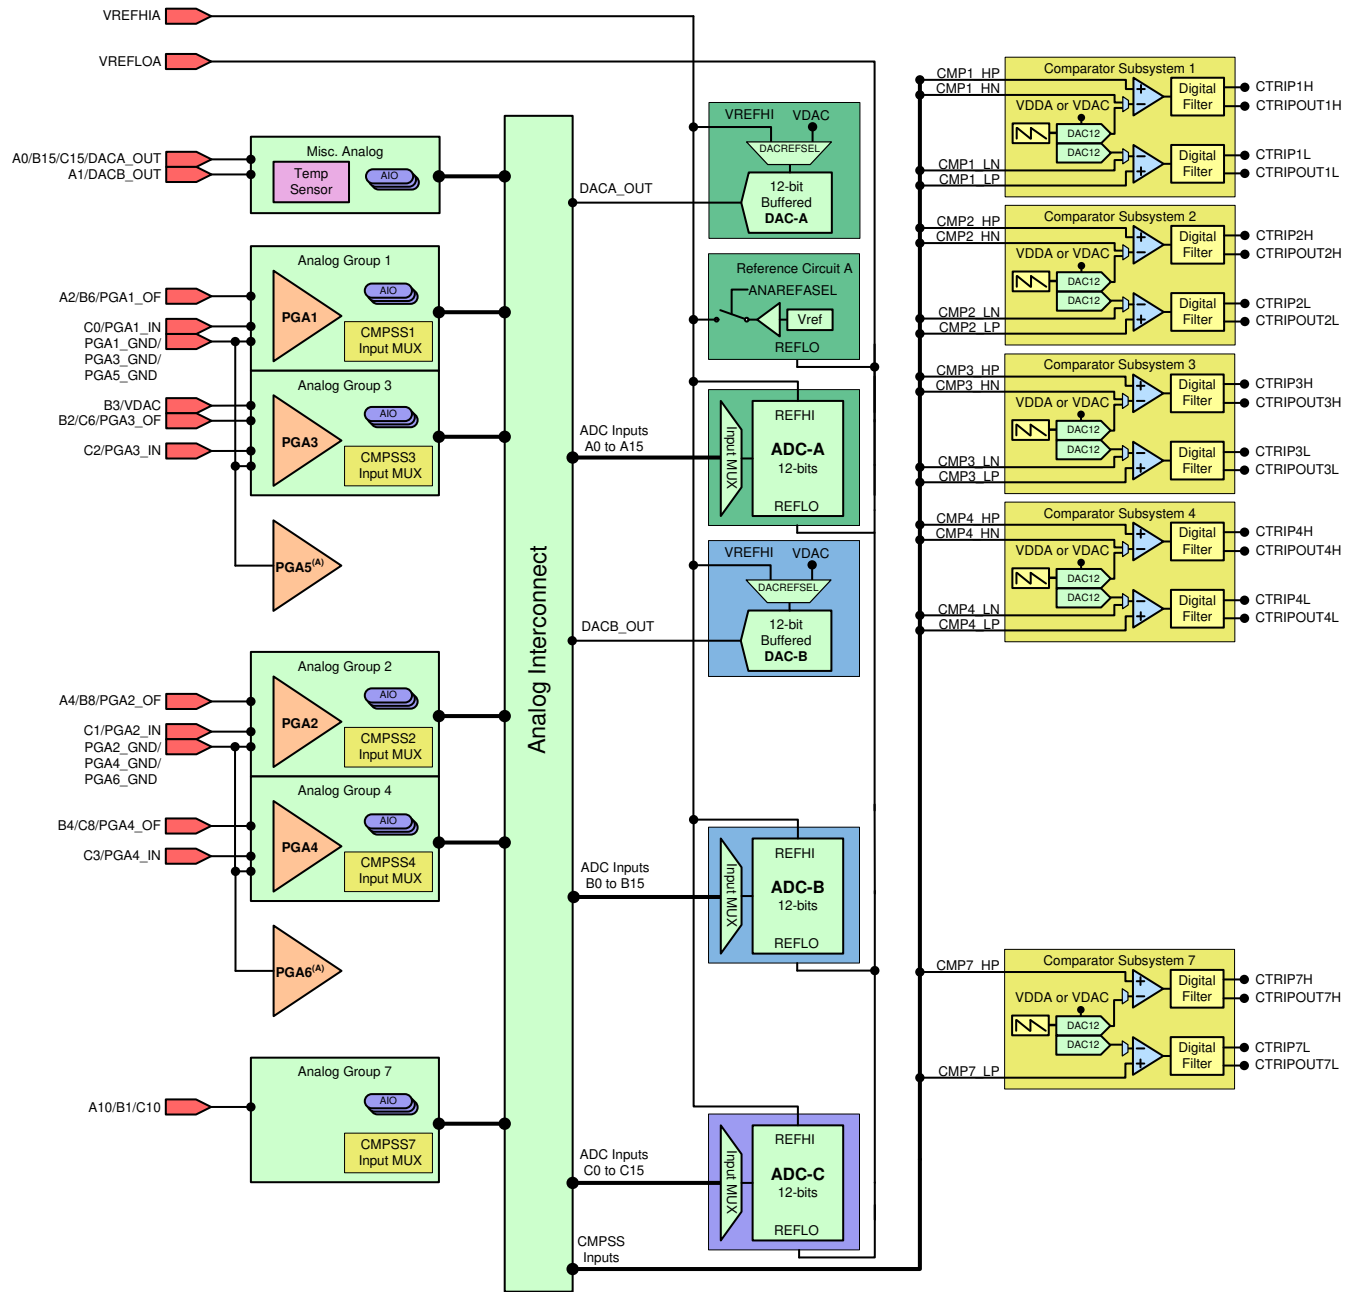 VREFHIA
VREFLOA
A0/B15/C15/DACA_OUT
A1/DACB_OUT
Misc. Analog
Temp
Sensor
AIO
Analog Group 1
A2/B6/PGA1_OF
C0/PGA1_IN
PGA1_GND/
PGA3_GND/
PGA5_GND
PGA1
AIO
CMPSS1
Input MUX
Analog Group 3
B3/VDAC
B2/C6/PGA3_OF
C2/PGA3_IN
PGA3
AIO
CMPSS3
Input MUX
PGA5(A)
Analog Group 2
A4/B8/PGA2_OF
C1/PGA2_IN
PGA2_GND/
PGA4_GND/
PGA6_GND
PGA2
AIO
CMPSS2
Input MUX
Analog Group 4
B4/C8/PGA4_OF
C3/PGA4_IN
PGA4
AIO
CMPSS4
Input MUX
PGA6(A)
Analog Group 7
A10/B1/C10
AIO
CMPSS7
Input MUX
Analog Interconnect
DACA_OUT
VREFHI
VDAC
DACREFSEL
12-bit
Buffered
DAC-A
Reference Circuit A
ANAREFASEL
Vref
REFLO
ADC Inputs
A0 to A15
Input MUX
REFHI
ADC-A
12-bits
REFLO
DACB_OUT
VREFHI
VDAC
DACREFSEL
12-bit
Buffered
DAC-B
ADC Inputs
B0 to B15
Input MUX
REFHI
ADC-B
12-bits
REFLO
ADC Inputs
C0 to C15
Input MUX
REFHI
ADC-C
12-bits
REFLO
CMPSS
Inputs
Comparator Subsystem 1
CMP1_HP
CMP1_HN
VDDA or VDAC
DAC12
DAC12
CMP1_LN
CMP1_LP
Digital
Filter
Digital
Filter
CTRIP1H
CTRIPOUT1H
CTRIP1L
CTRIPOUT1L
Comparator Subsystem 2
CMP2_HP
CMP2_HN
VDDA or VDAC
DAC12
DAC12
CMP2_LN
CMP2_LP
Digital
Filter
Digital
Filter
CTRIP2H
CTRIPOUT2H
CTRIP2L
CTRIPOUT2L
Comparator Subsystem 3
CMP3_HP
CMP3_HN
VDDA or VDAC
DAC12
DAC12
CMP3_LN
CMP3_LP
Digital
Filter
Digital
Filter
CTRIP3H
CTRIPOUT3H
CTRIP3L
CTRIPOUT3L
Comparator Subsystem 4
CMP4_HP
CMP4_HN
VDDA or VDAC
DAC12
DAC12
CMP4_LN
CMP4_LP
Digital
Filter
Digital
Filter
CTRIP4H
CTRIPOUT4H
CTRIP4L
CTRIPOUT4L
Comparator Subsystem 7
CMP7_HP
VDDA or VDAC
DAC12
DAC12
CMP7_LP
Digital
Filter
Digital
Filter
CTRIP7H
CTRIPOUT7H
CTRIP7L
CTRIPOUT7L